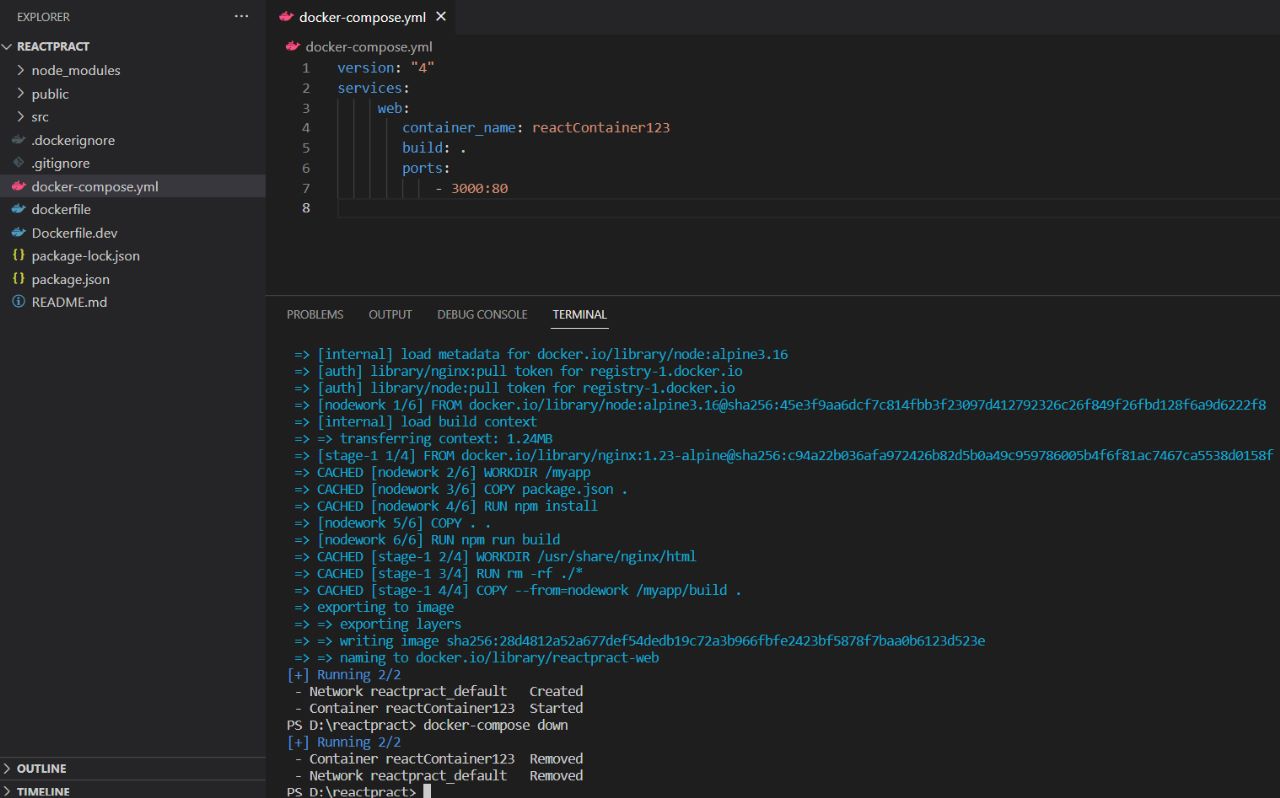 EXPLORER
REACTPRACT
node_modules
public
src
.dockerignore
.gitignore
docker-compose.yml
dockerfile
Dockerfile.dev
package-lock.json
package.json
README.md
OUTLINE
TIMELINE
docker-compose.yml
docker-compose.yml
1 version: "4"
2 services:
3 web:
4 container_name: reactContainer123
5 build: .
6 ports:
7 - 3000:80
8
PROBLEMS OUTPUT DEBUG CONSOLE TERMINAL
=> [internal] load metadata for docker.io/library/node:alpine3.16
=> [auth] library/nginx:pull token for registry-1.docker.io
=> [auth] library/node:pull token for registry-1.docker.io
=> [nodework 1/6] FROM docker.io/library/node:alpine3.16@sha256:45e3f9aa6dcf7c814fbb3f23097d412792326c26f849f26fbd128f6a9d6222f8
=> [internal] load build context
=> => transferring context: 1.24MB
=> [stage-1 1/4] FROM docker.io/library/nginx:1.23-alpine@sha256:c94a22b036afa972426b82d5b0a49c959786005b4f6f81ac7467ca5538d0158f
=> CACHED [nodework 2/6] WORKDIR /myapp
=> CACHED [nodework 3/6] COPY package.json .
=> CACHED [nodework 4/6] RUN npm install
=> [nodework 5/6] COPY . .
=> [nodework 6/6] RUN npm run build
=> CACHED [stage-1 2/4] WORKDIR /usr/share/nginx/html
=> CACHED [stage-1 3/4] RUN rm -rf ./*
=> CACHED [stage-1 4/4] COPY --from=nodework /myapp/build .
=> exporting to image
=> => exporting layers
=> => writing image sha256:28d4812a52a677def54dedb19c72a3b966fbfe2423bf5878f7baa0b6123d523e
=> => naming to docker.io/library/reactpract-web
[+] Running 2/2
- Network reactpract_default Created
- Container reactContainer123 Started
PS D:\reactpract> docker-compose down
[+] Running 2/2
- Container reactContainer123 Removed
- Network reactpract_default Removed
PS D:\reactpract>